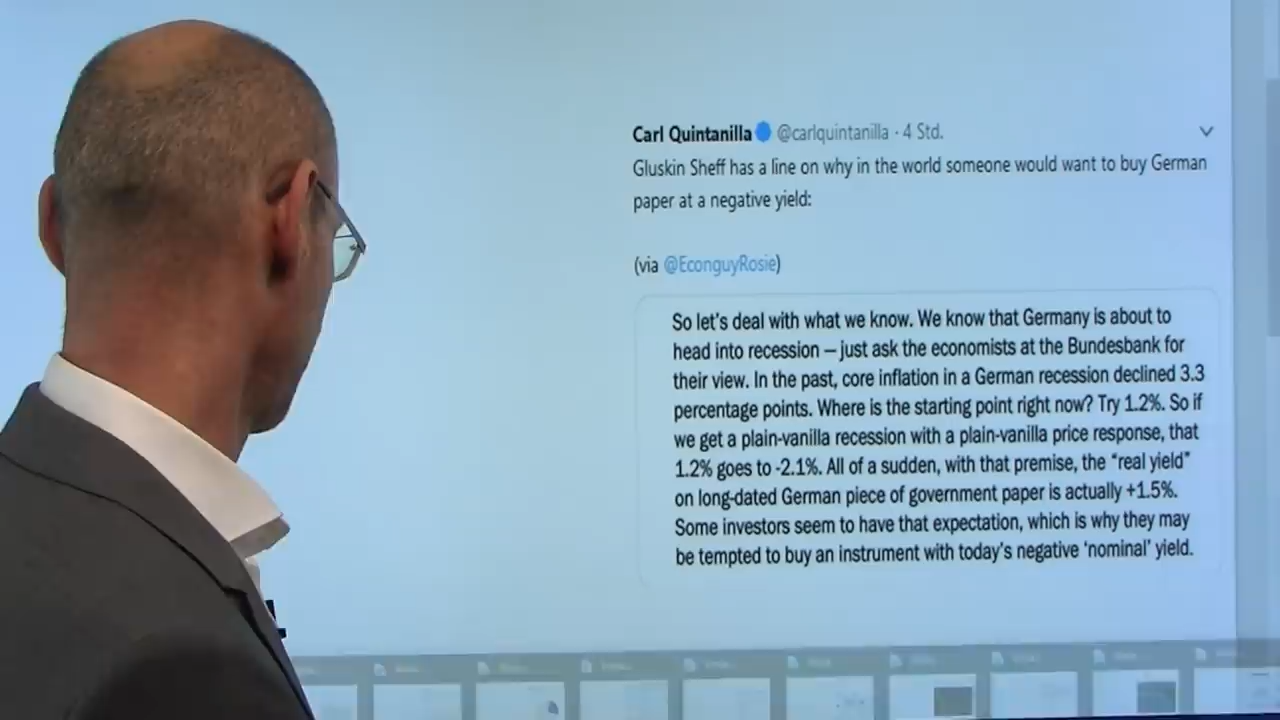 Carl Quintanilla @carlquintanilla · 4 Std.
Gluskin Sheff has a line on why in the world someone would want to buy German
paper at a negative yield:
(via @EconguyRosie)
So let's deal with what we know. We know that Germany is about to
head into recession — just ask the economists at the Bundesbank for
their view. In the past, core inflation in a German recession declined 3.3
percentage points. Where is the starting point right now? Try 1.2%. So if
we get a plain-vanilla recession with a plain-vanilla price response, that
1.2% goes to -2.1%. All of a sudden, with that premise, the "real yield"
on long-dated German piece of government paper is actually +1.5%.
Some investors seem to have that expectation, which is why they may
be tempted to buy an instrument with today's negative 'nominal' yield.